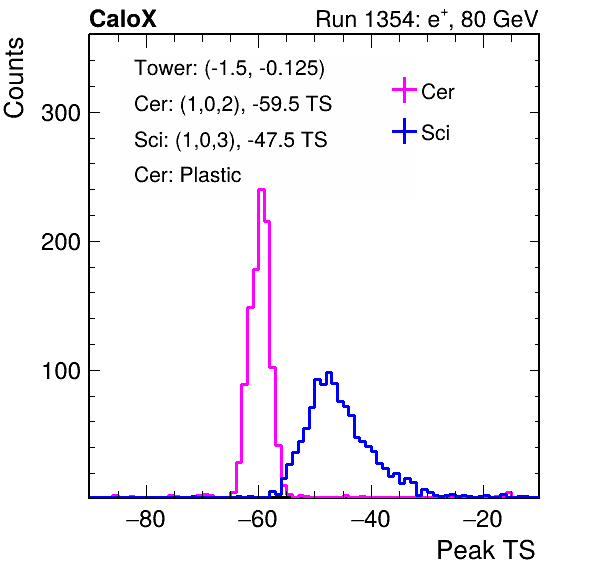 CaloX Run 1354: e⁺, 80 GeV
Counts
Tower: (-1.5, -0.125)
Cer: (1,0,2), -59.5 TS
Sci: (1,0,3), -47.5 TS
Cer: Plastic
Cer
Sci
300
200
100
−80 −60 −40 −20
Peak TS